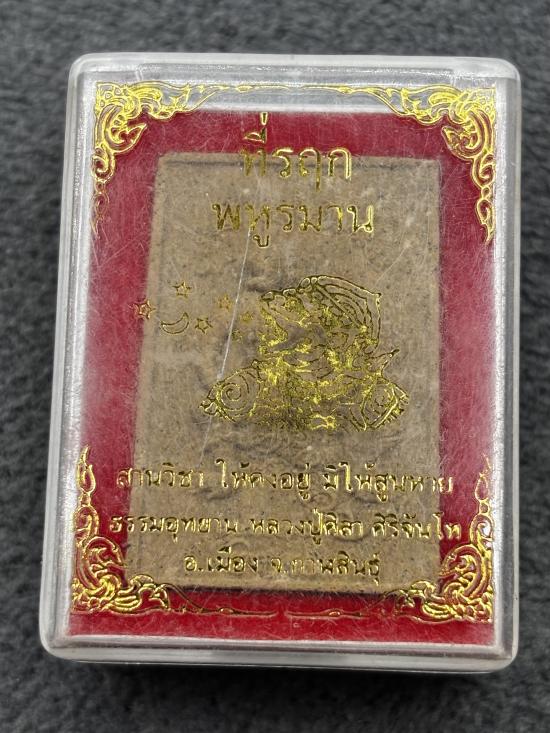 ที่รฤก
พหูรมาน
สานวิชา ให้คงอยู่ มิให้สูนหาย
ธรรมอุทยาน หลวงปู่ศิลา ศิริจันโท
อ.เมือง จ.กาฬสินธุ์